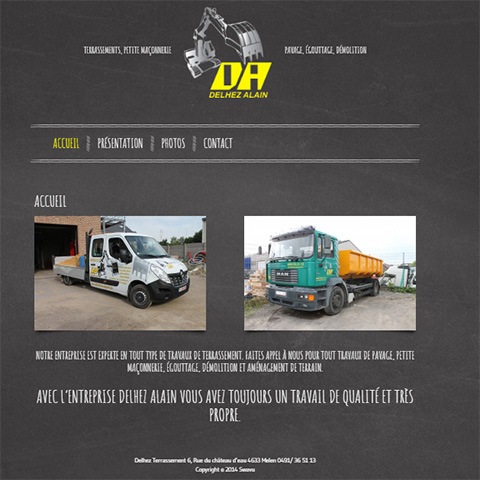 TERRASSEMENTS, PETITE MAÇONNERIE
PAVAGE, ÉGOUTTAGE, DÉMOLITION
DA
DELHEZ ALAIN
ACCUEIL // PRÉSENTATION // PHOTOS // CONTACT
ACCUEIL
MAN
NOTRE ENTREPRISE EST EXPERTE EN TOUT TYPE DE TRAVAUX DE TERRASSEMENT. FAITES APPEL À NOUS POUR TOUT TRAVAUX DE PAVAGE, PETITE
MAÇONNERIE, ÉGOUTTAGE, DÉMOLITION ET AMÉNAGEMENT DE TERRAIN.
AVEC L'ENTREPRISE DELHEZ ALAIN VOUS AVEZ TOUJOURS UN TRAVAIL DE QUALITÉ ET TRÈS
PROPRE.
Delhez Terrassement 6, Rue du château d'eau 4633 Melen 0491/ 36 51 13
Copyright © 2014 Swevu